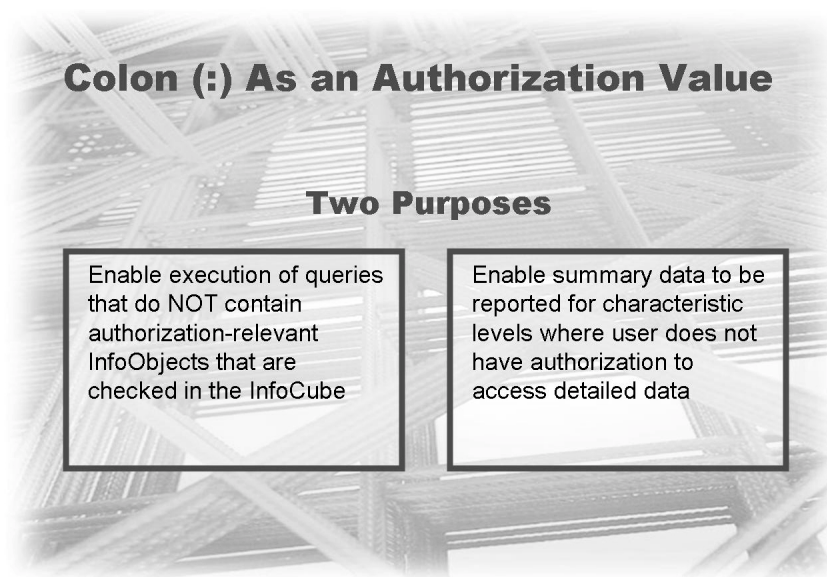 Colon (:) As an Authorization Value
Two Purposes
Enable execution of queries
that do NOT contain
authorization-relevant
InfoObjects that are
checked in the InfoCube
Enable summary data to be
reported for characteristic
levels where user does not
have authorization to
access detailed data